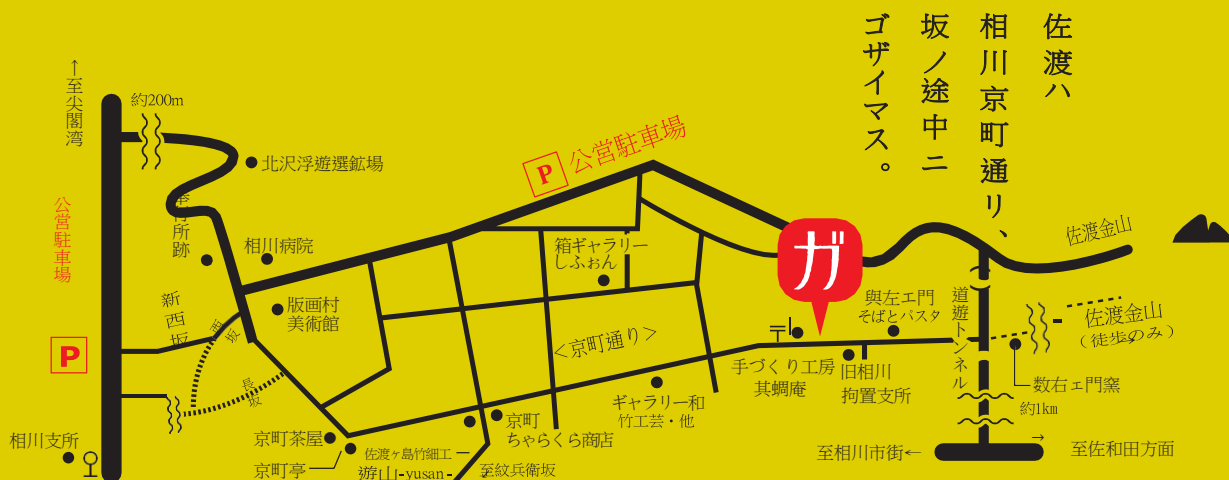 佐渡ハ
相川京町通リ、
坂ノ途中ニ
ゴザイマス。
↑至尖閣湾
約200m
北沢浮遊選鉱場
P 公営駐車場
公営駐車場
P
奉行所跡
相川病院
新西坂
西坂
長坂
版画村
美術館
箱ギャラリー
しふぉん
<京町通り>
ガ
佐渡金山
與左エ門
そばとパスタ
道遊トンネル
佐渡金山
(徒歩のみ)
手づくり工房
其蜩庵
旧相川
拘置支所
数右ェ門窯
約1km
ギャラリー和
竹工芸・他
京町
ちゃらくら商店
京町茶屋
京町亭
佐渡ヶ島竹細工
遊山-yusan-
至紋兵衛坂
相川支所
至相川市街←
→
至佐和田方面